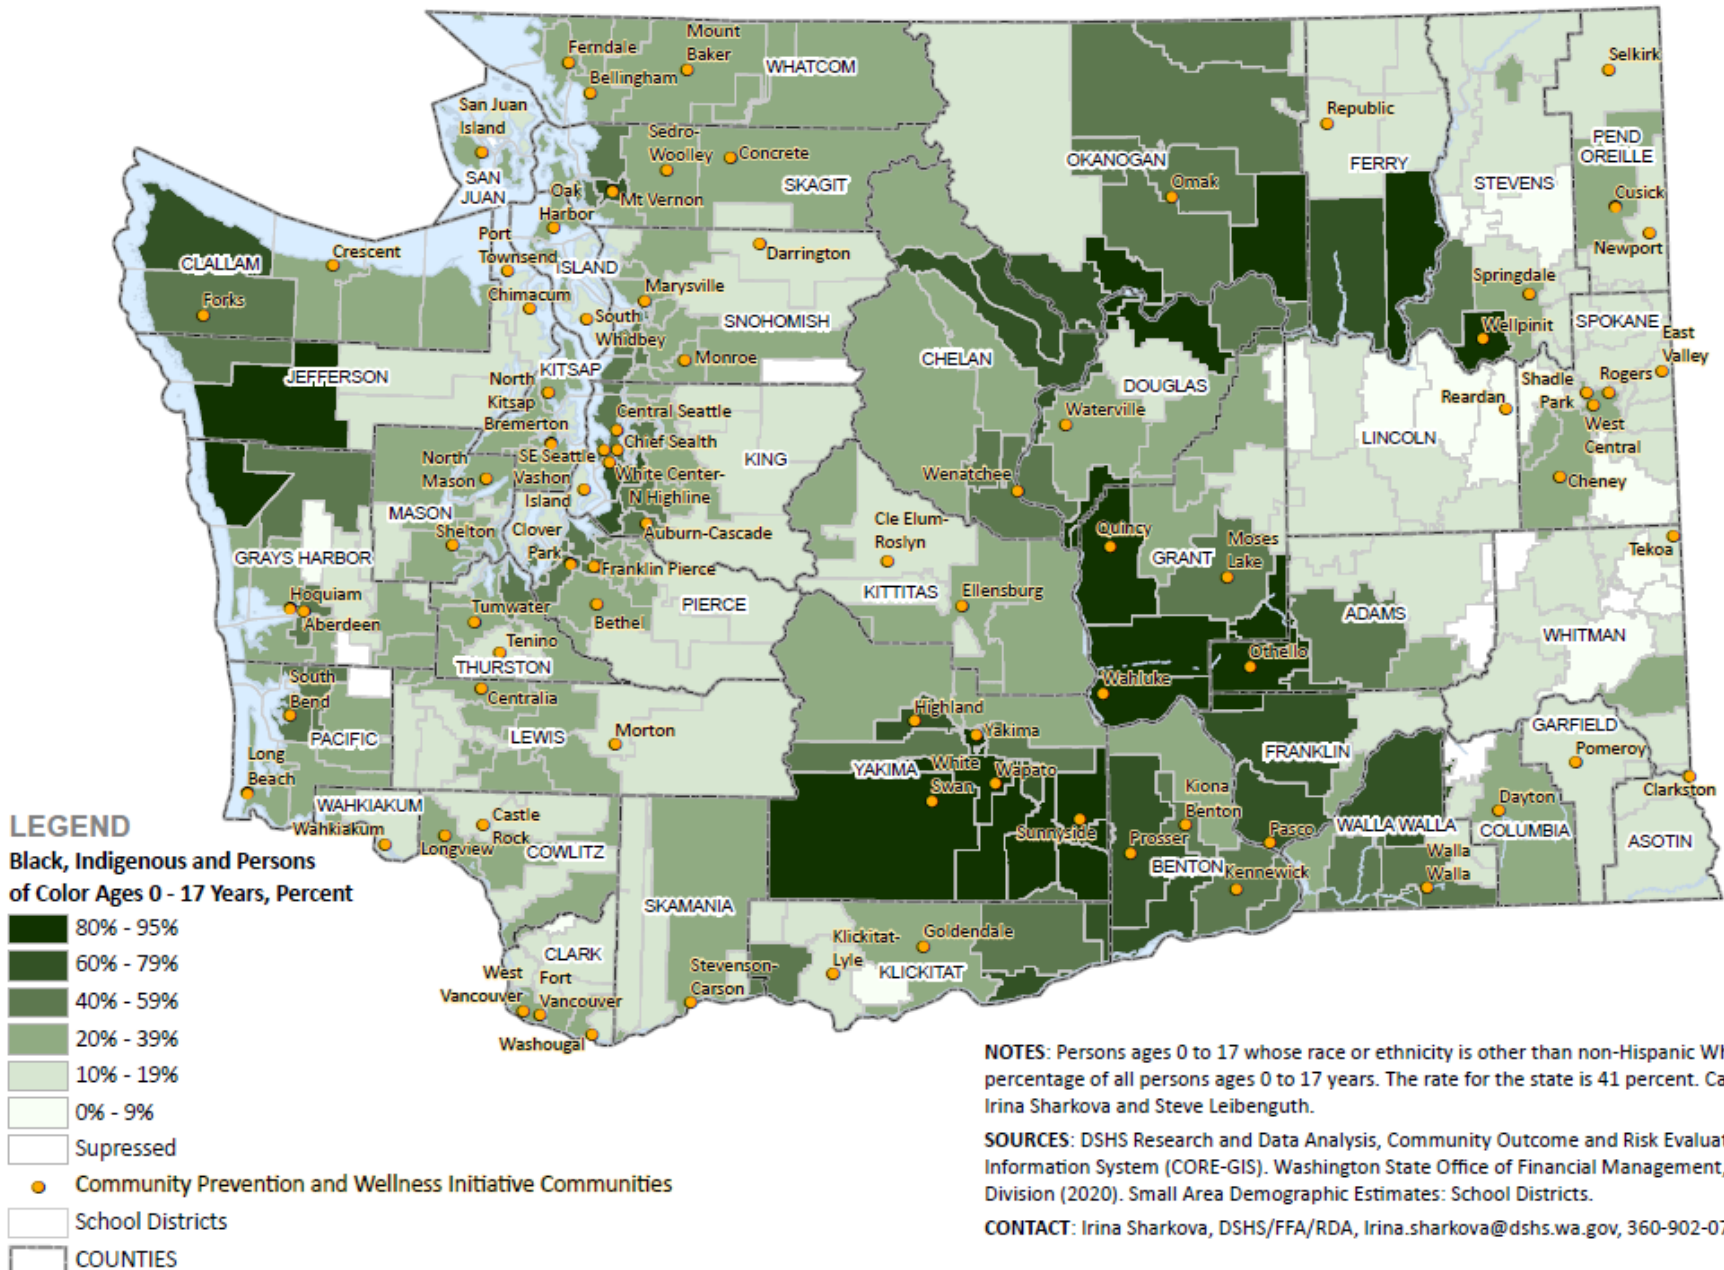 Ferndale
Mount
Baker
WHATCOM
Bellingham
Selkirk
San Juan
Island
Republic
Sedro-
Woolley
Concrete
PEND
OREILLE
OKANOGAN
FERRY
SAN
JUAN
SKAGIT
STEVENS
Oak
Harbor
Mt Vernon
Omak
Cusick
Port
Townsend
Crescent
Darrington
Newport
CLALLAM
ISLAND
Springdale
Chimacum
Marysville
Forks
South
Whidbey
SNOHOMISH
Wellpinit
SPOKANE
East
Valley
Monroe
CHELAN
KITSAP
JEFFERSON
North
Kitsap
DOUGLAS
Shadle
Park
Rogers
Reardan
Bremerton
Central Seattle
Waterville
West
Central
Chief Sealth
LINCOLN
SE Seattle
KING
North
Mason
White Center-
N Highline
Vashon
Island
Wenatchee
Cheney
MASON
Cle Elum-
Roslyn
Quincy
Shelton
Clover
Park
Auburn-Cascade
GRANT
Moses
Lake
Tekoa
GRAYS HARBOR
Franklin Pierce
KITTITAS
Ellensburg
Hoquiam
Tumwater
PIERCE
ADAMS
Aberdeen
Bethel
WHITMAN
Tenino
THURSTON
Othello
South
Bend
Centralia
Wahluke
Highland
Morton
Yakima
GARFIELD
PACIFIC
LEWIS
FRANKLIN
Pomeroy
Long
Beach
YAKIMA
White
Swan
Wapato
Kiona
Benton
Clarkston
WAHKIAKUM
Dayton
Castle
Rock
Wahkiakum
Sunnyside
Pasco
WALLA WALLA
COLUMBIA
Longview
Prosser
ASOTIN
COWLITZ
BENTON
Walla
Walla
Kennewick
SKAMANIA
Klickitat-
Lyle
Goldendale
CLARK
Stevenson-
Carson
KLICKITAT
West
Vancouver
Fort
Vancouver
Washougal
LEGEND
Black, Indigenous and Persons
of Color Ages 0 - 17 Years, Percent
80% - 95%
60% - 79%
40% - 59%
20% - 39%
10% - 19%
0% - 9%
Supressed
Community Prevention and Wellness Initiative Communities
School Districts
COUNTIES
NOTES: Persons ages 0 to 17 whose race or ethnicity is other than non-Hispanic Wh
percentage of all persons ages 0 to 17 years. The rate for the state is 41 percent. Ca
Irina Sharkova and Steve Leibenguth.
SOURCES: DSHS Research and Data Analysis, Community Outcome and Risk Evaluat
Information System (CORE-GIS). Washington State Office of Financial Management,
Division (2020). Small Area Demographic Estimates: School Districts.
CONTACT: Irina Sharkova, DSHS/FFA/RDA, Irina.sharkova@dshs.wa.gov, 360-902-07